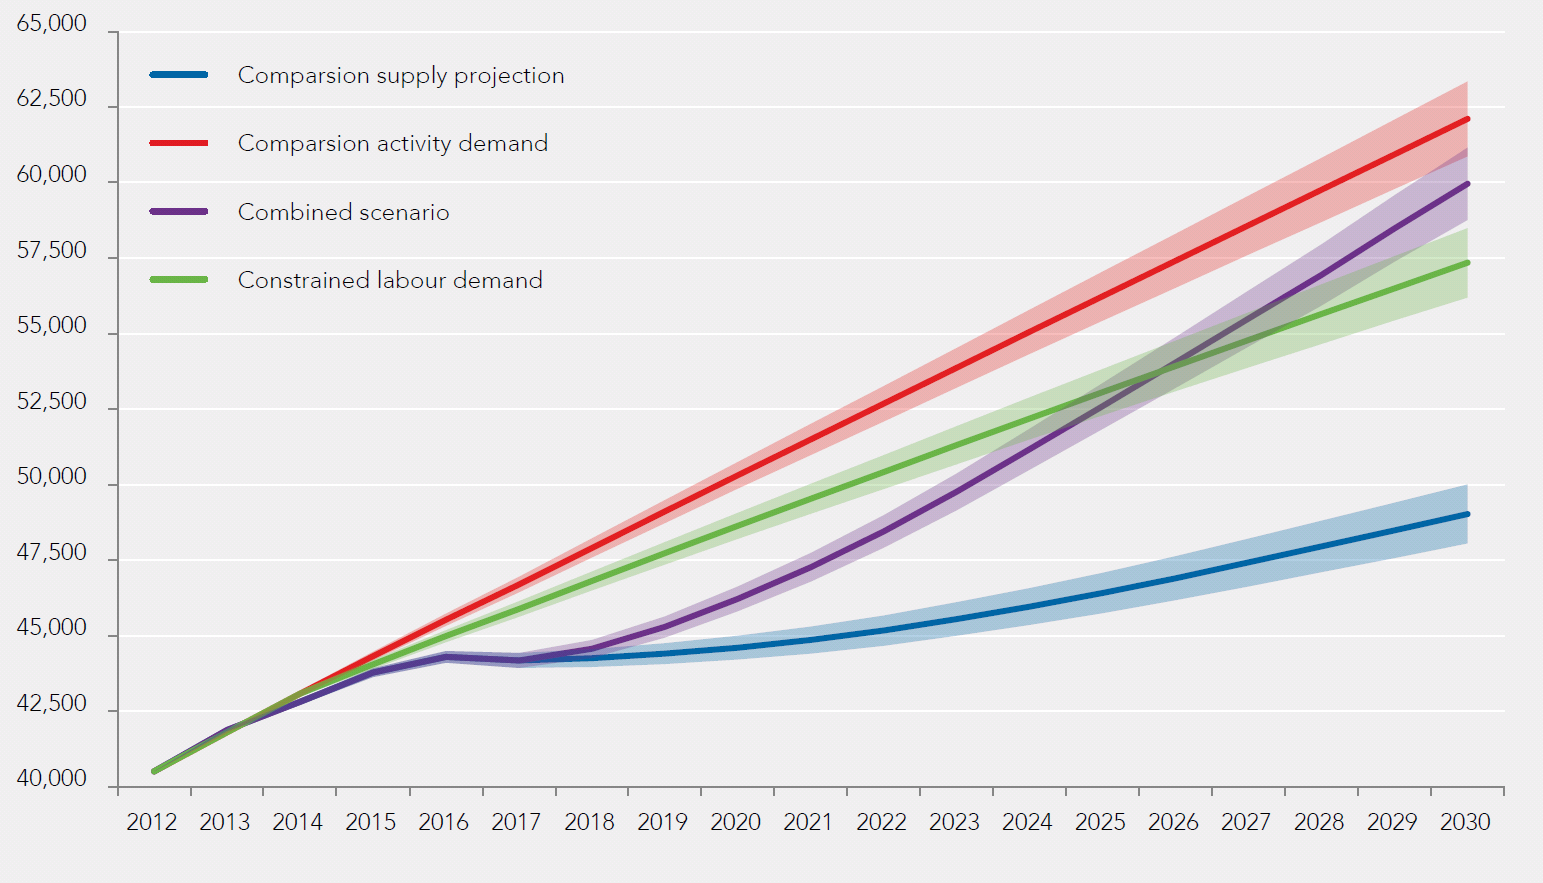 65,000
Comparsion supply projection
62,500
Comparsion activity demand
60,000
Combined scenario
57,500
Constrained labour demand
55,000
52,500
50,000
47,500
45,000
42,500
40,000
2012 2013 2014 2015 2016 2017 2018 2019 2020 2021 2022 2023 2024 2025 2026 2027 2028 2029 2030